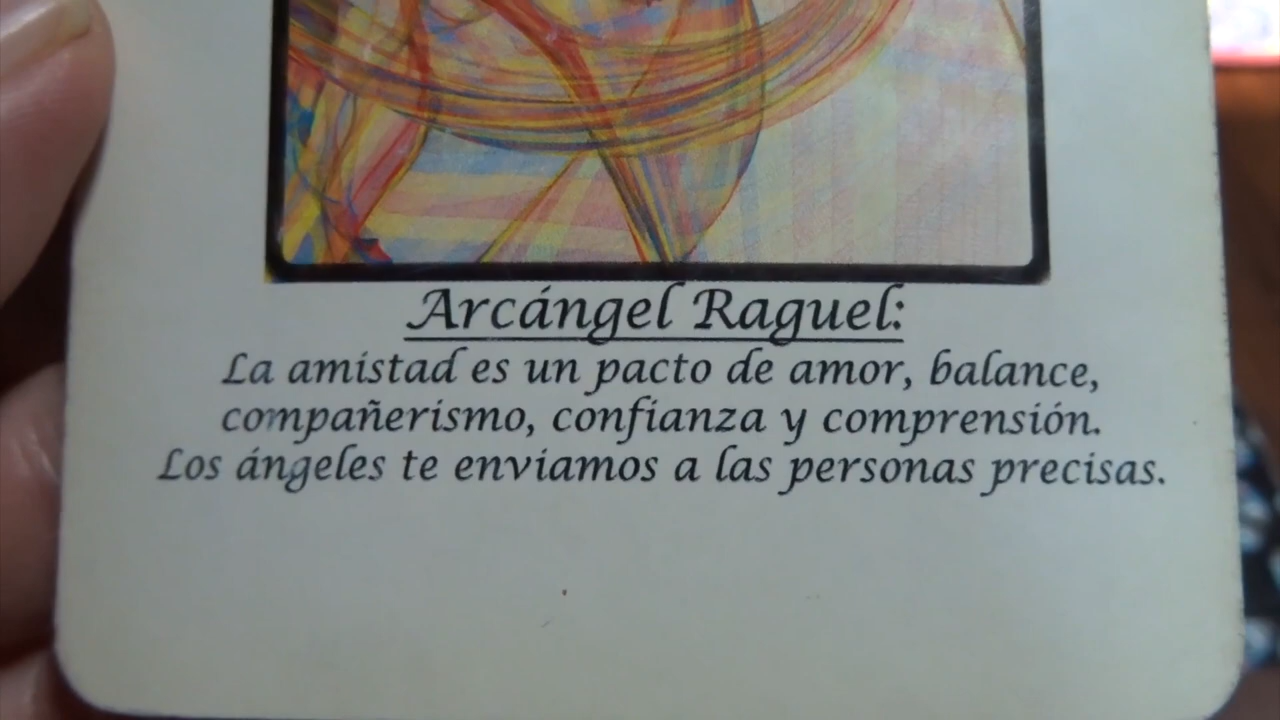 Arcángel Raguel:
La amistad es un pacto de amor, balance,
compañerismo, confianza y comprensión.
Los ángeles te enviamos a las personas precisas.